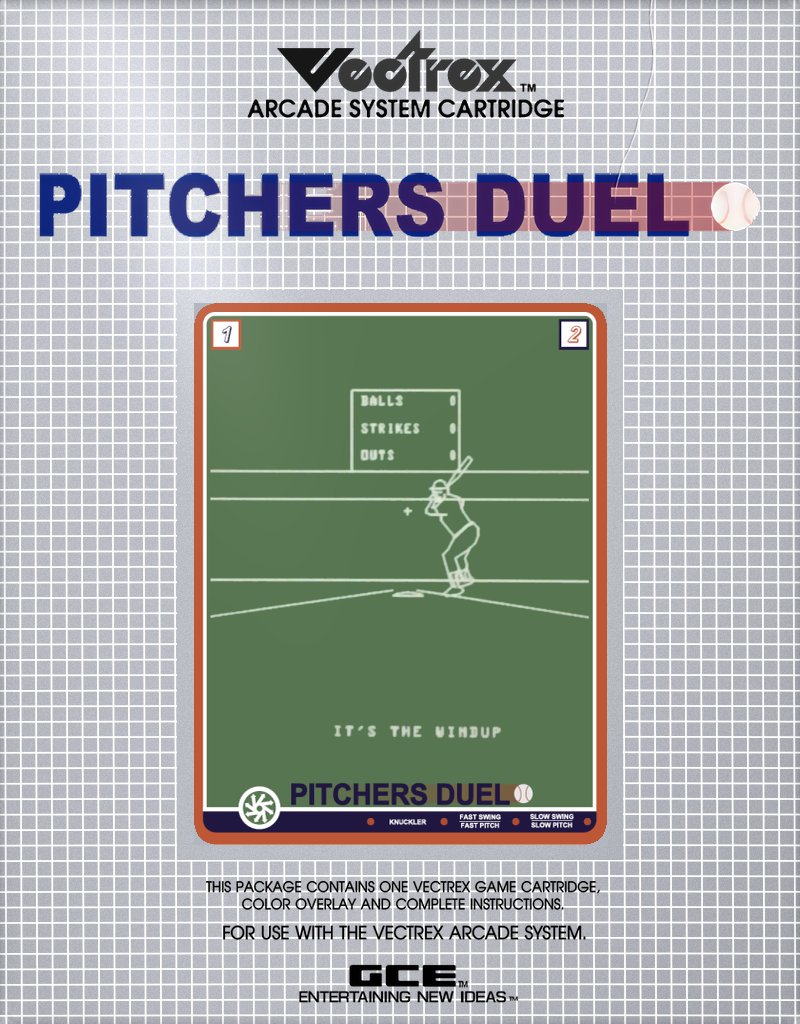 Vectrex™
ARCADE SYSTEM CARTRIDGE
PITCHERS DUEL
1
2
BALLS 0
STRIKES 0
OUTS 0
IT'S THE WINDUP
PITCHERS DUEL
KNUCKLER
FAST SWING
FAST PITCH
SLOW SWING
SLOW PITCH
THIS PACKAGE CONTAINS ONE VECTREX GAME CARTRIDGE,
COLOR OVERLAY AND COMPLETE INSTRUCTIONS.
FOR USE WITH THE VECTREX ARCADE SYSTEM.
GCE™
ENTERTAINING NEW IDEAS™